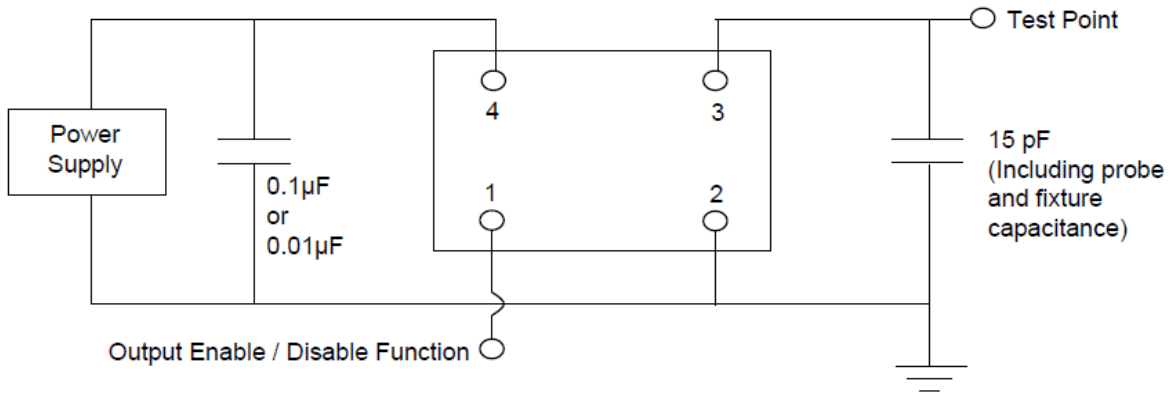 Test Point
Power
Supply
4
3
0.1µF
or
0.01µF
1
2
15 pF
(Including probe
and fixture
capacitance)
Output Enable / Disable Function